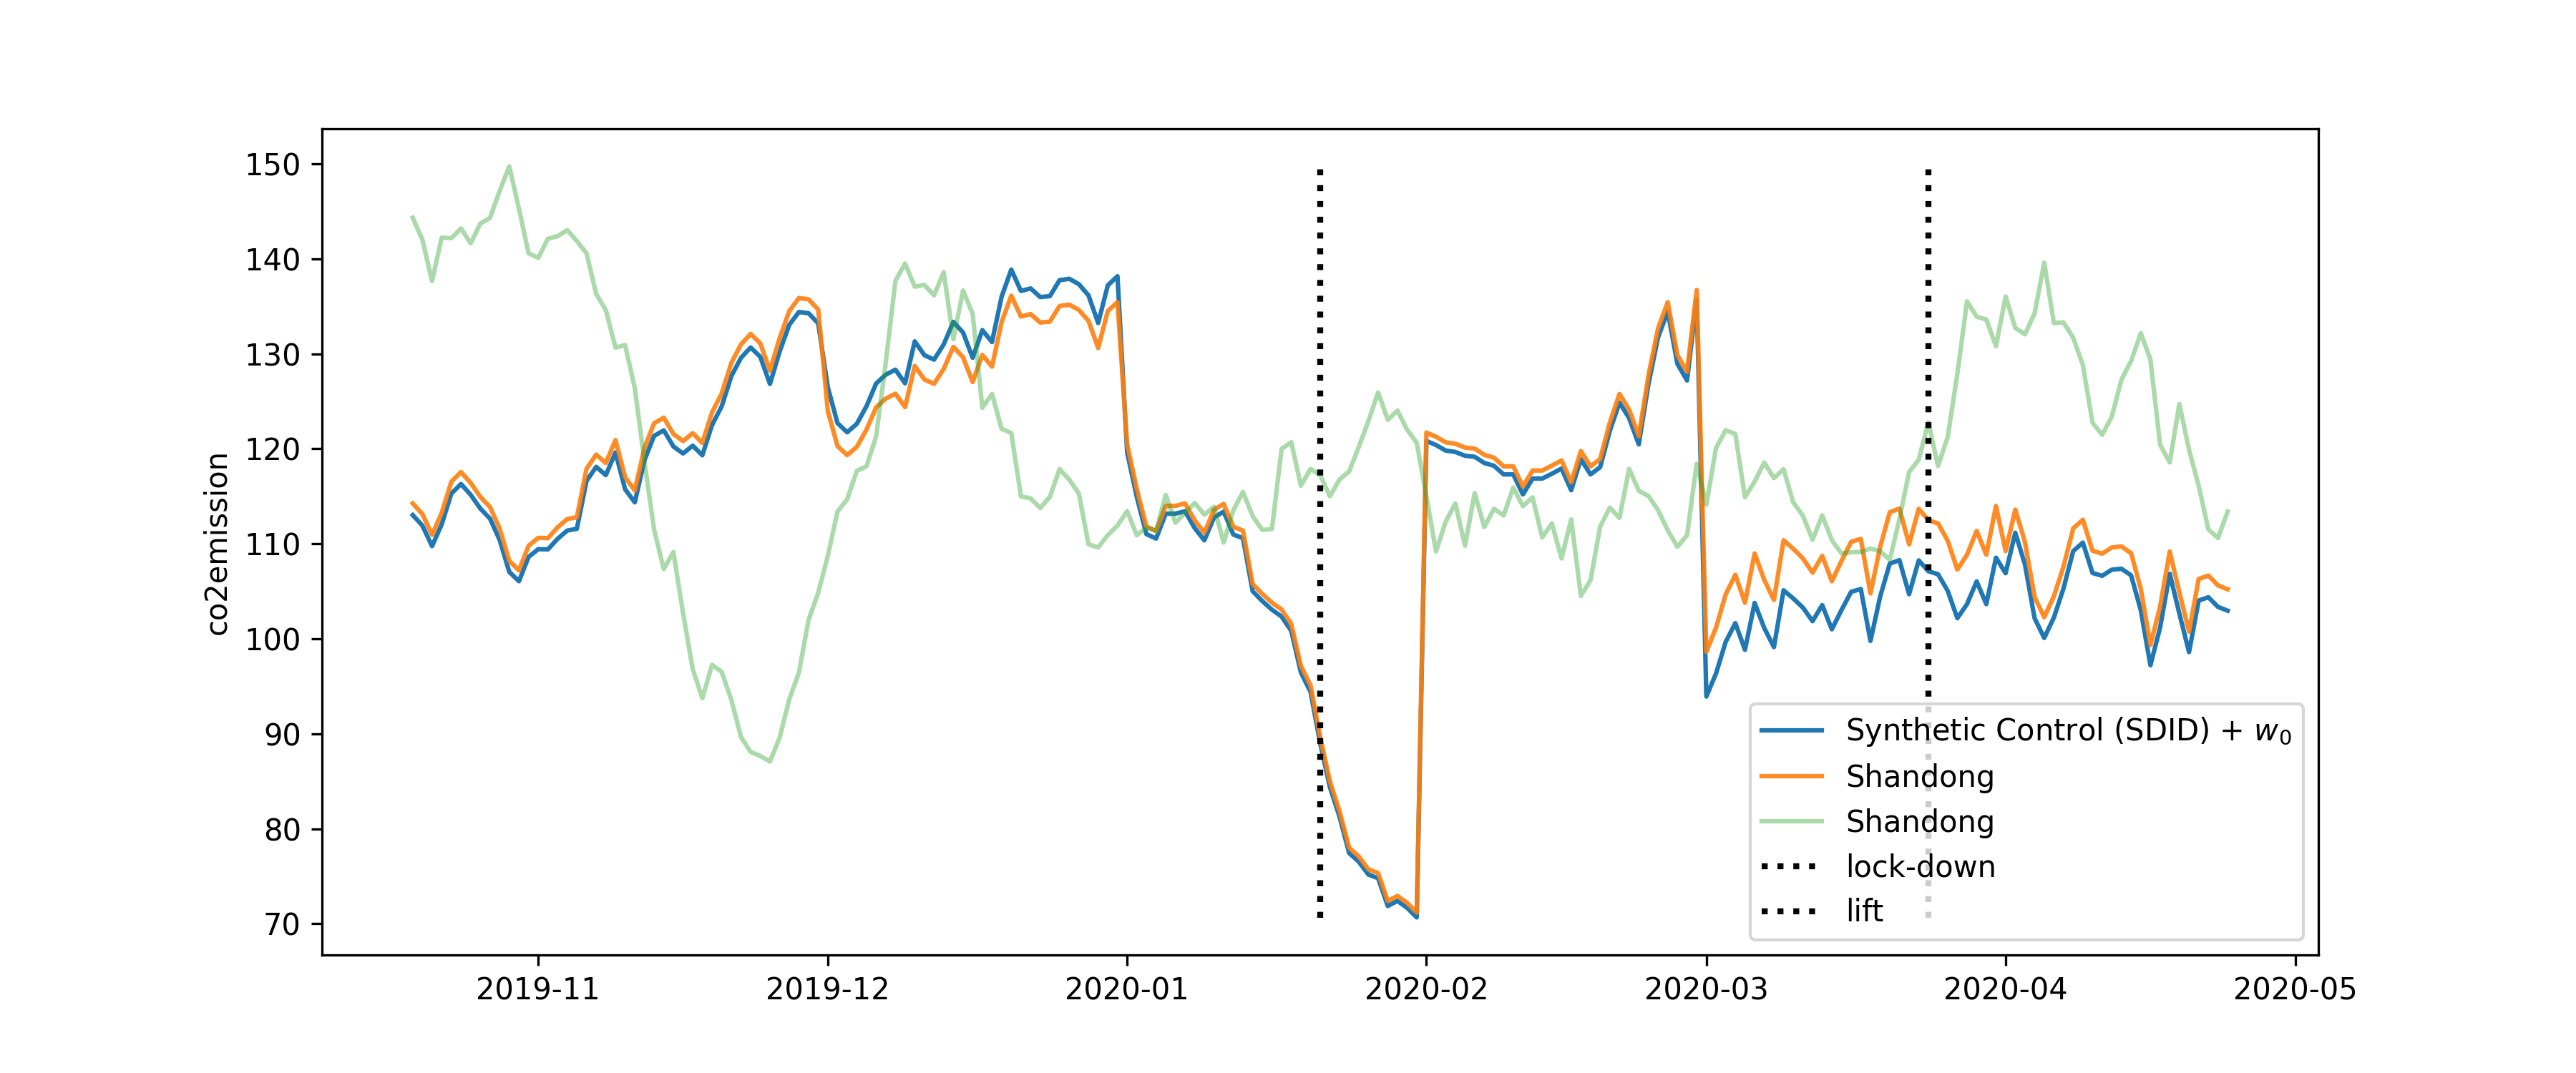 co2emission
150
140
130
120
110
100
90
80
70
2019-11
2019-12
2020-01
2020-02
2020-03
2020-04
2020-05
Synthetic Control (SDID) + w₀
Shandong
Shandong
lock-down
lift